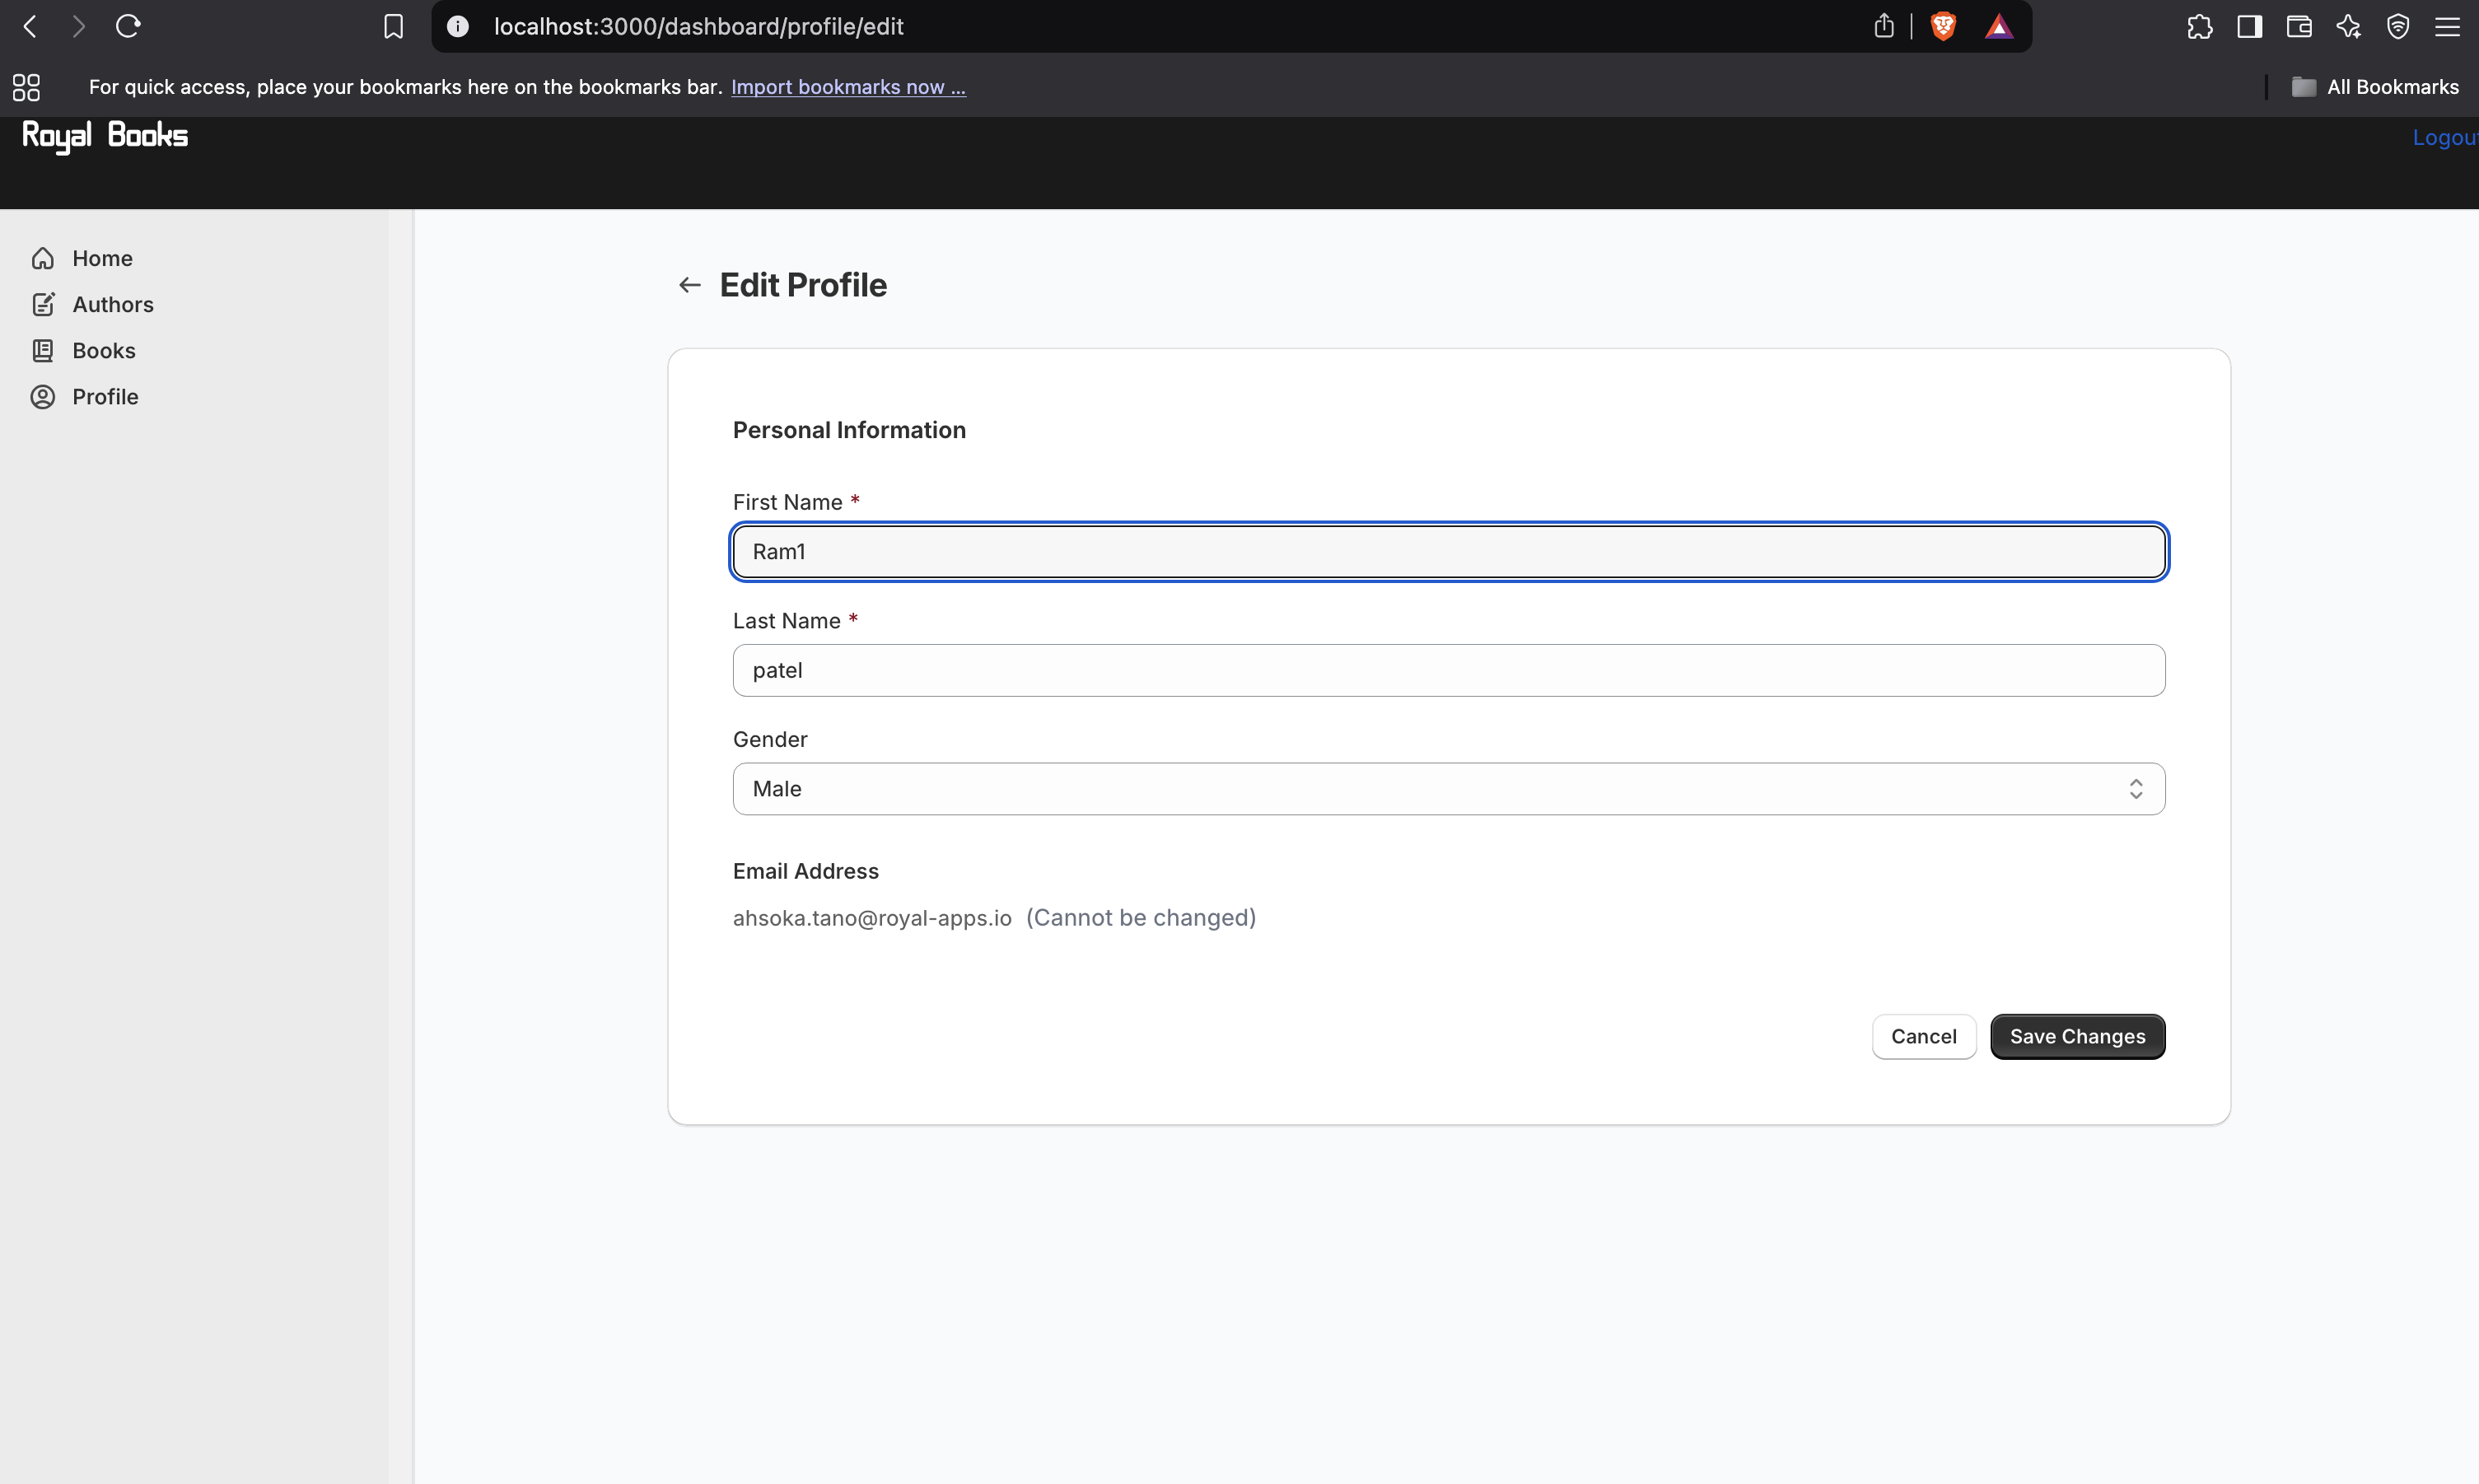 localhost:3000/dashboard/profile/edit
For quick access, place your bookmarks here on the bookmarks bar. Import bookmarks now ...
All Bookmarks
Royal Books
Logout
Home
Authors
Books
Profile
Edit Profile
Personal Information
First Name *
Ram1
Last Name *
patel
Gender
Male
Email Address
ahsoka.tano@royal-apps.io (Cannot be changed)
Cancel
Save Changes